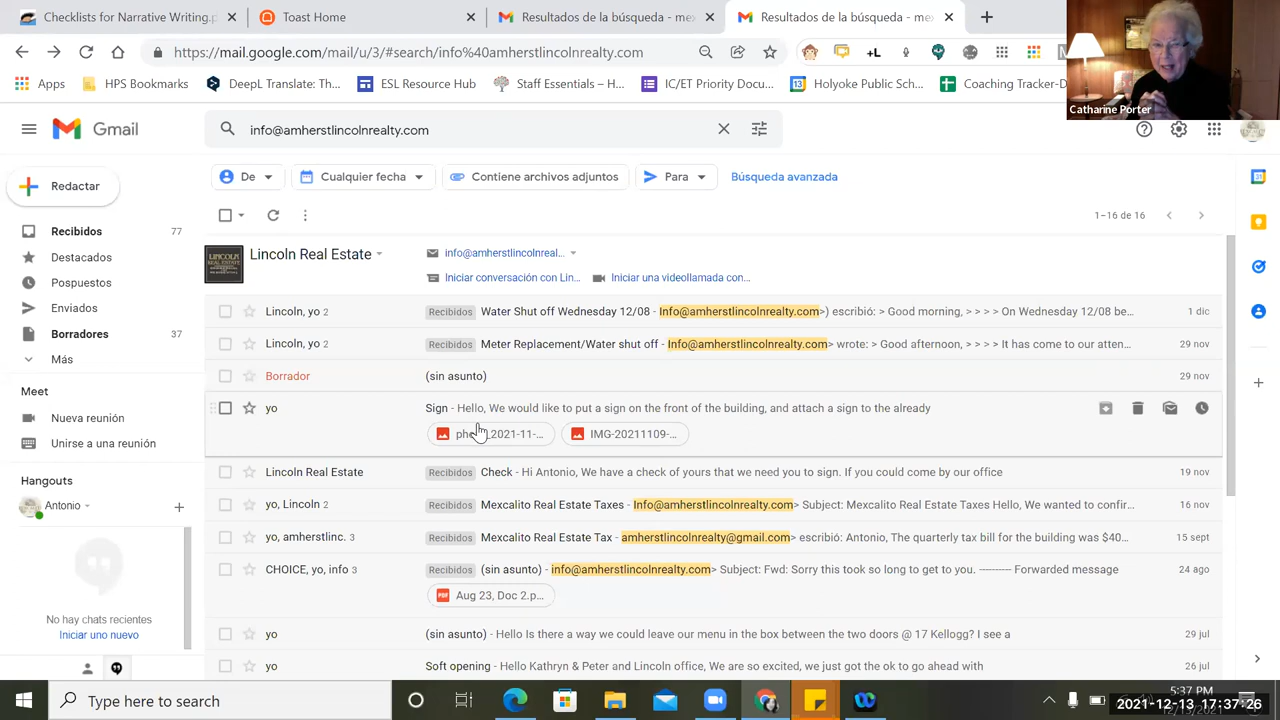 Checklists for Narrative Writing.p
Toast Home
Resultados de la búsqueda - me
Resultados de la búsqueda - me
https://mail.google.com/mail/u/3/#search/info%40amherstlincolnrealty.com
+L
Apps
HPS Bookmarks
DeepL Translate: The...
ESL Resource Hub
Staff Essentials – H...
IC/ET Priority Docu...
13
Holyoke Public Sch...
Coaching Tracker-
Catharine Porter
Gmail
info@amherstlincolnrealty.com
Redactar
De
Cualquier fecha
Contiene archivos adjuntos
Para
Búsqueda avanzada
Recibidos 77
Destacados
Pospuestos
Enviados
Borradores 37
Más
Meet
Nueva reunión
Unirse a una reunión
Hangouts
Antonio
No hay chats recientes
Iniciar uno nuevo
1–16 de 16
Lincoln Real Estate
info@amherstlincolnreal...
Iniciar conversación con Lin...
Iniciar una videollamada con...
Lincoln, yo 2 Recibidos Water Shut off Wednesday 12/08 - Info@amherstlincolnrealty.com>) escribió: > Good morning, > > > > On Wednesday 12/08 be... 1 dic
Lincoln, yo 2 Recibidos Meter Replacement/Water shut off - Info@amherstlincolnrealty.com> wrote: > Good afternoon, > > > > It has come to our atten... 29 nov
Borrador (sin asunto) 29 nov
yo Sign - Hello, We would like to put a sign on the front of the building, and attach a sign to the already
2021-11-... IMG-20211109-...
Lincoln Real Estate Recibidos Check - Hi Antonio, We have a check of yours that we need you to sign. If you could come by our office 19 nov
yo, Lincoln 2 Recibidos Mexcalito Real Estate Taxes - Info@amherstlincolnrealty.com> Subject: Mexcalito Real Estate Taxes Hello, We wanted to confir... 16 nov
yo, amherstlinc. 3 Recibidos Mexcalito Real Estate Tax - amherstlincolnrealty@gmail.com> escribió: Antonio, The quarterly tax bill for the building was $40... 15 sept
CHOICE, yo, info 3 Recibidos (sin asunto) - info@amherstlincolnrealty.com> Subject: Fwd: Sorry this took so long to get to you. ---------- Forwarded message 24 ago
PDF Aug 23, Doc 2.p...
yo (sin asunto) - Hello Is there a way we could leave our menu in the box between the two doors @ 17 Kellogg? I see a 29 jul
yo Soft opening - Hello Kathryn & Peter and Lincoln office, We are so excited, we just got the ok to go ahead with 26 jul
Type here to search
5:37 PM
2021-12-13 17:37:26